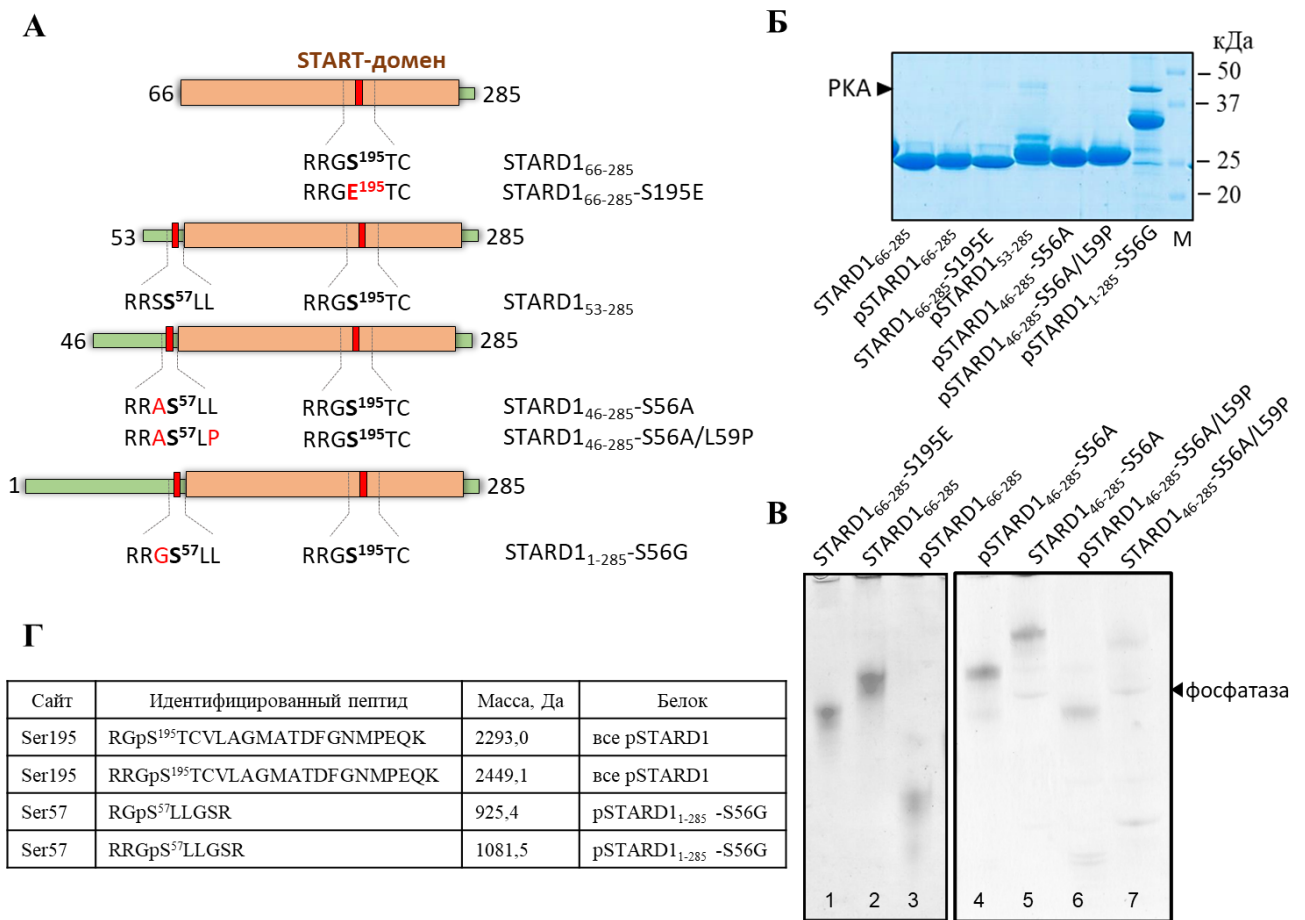 А
START-домен
66
285
RRGS¹⁹⁵TC
STARD1₆₆₋₂₈₅
RRGE¹⁹⁵TC
STARD1₆₆₋₂₈₅-S195E
53
285
RRSS⁵⁷LL
RRGS¹⁹⁵TC
STARD1₅₃₋₂₈₅
46
285
RRAS⁵⁷LL
RRGS¹⁹⁵TC
STARD1₄₆₋₂₈₅-S56A
RRAS⁵⁷LP
RRGS¹⁹⁵TC
STARD1₄₆₋₂₈₅-S56A/L59P
1
285
RRGS⁵⁷LL
RRGS¹⁹⁵TC
STARD1₁₋₂₈₅-S56G
Б
кДа
PKA
50
37
25
20
М
STARD1₆₆₋₂₈₅
pSTARD1₆₆₋₂₈₅
STARD1₆₆₋₂₈₅-S195E
pSTARD1₅₃₋₂₈₅
pSTARD1₄₆₋₂₈₅-S56A
pSTARD1₄₆₋₂₈₅-S56A/L59P
pSTARD1₁₋₂₈₅-S56G
В
STARD1₆₆₋₂₈₅-S195E
STARD1₆₆₋₂₈₅
pSTARD1₆₆₋₂₈₅
pSTARD1₄₆₋₂₈₅-S56A
STARD1₄₆₋₂₈₅-S56A
pSTARD1₄₆₋₂₈₅-S56A/L59P
STARD1₄₆₋₂₈₅-S56A/L59P
фосфатаза
1 2 3 4 5 6 7
Г
Сайт Идентифицированный пептид Масса, Да Белок
Ser195 RGpS¹⁹⁵TCVLAGMATDFGNMPEQK 2293,0 все pSTARD1
Ser195 RRGpS¹⁹⁵TCVLAGMATDFGNMPEQK 2449,1 все pSTARD1
Ser57 RGpS⁵⁷LLGSR 925,4 pSTARD1₁₋₂₈₅ -S56G
Ser57 RRGpS⁵⁷LLGSR 1081,5 pSTARD1₁₋₂₈₅ -S56G